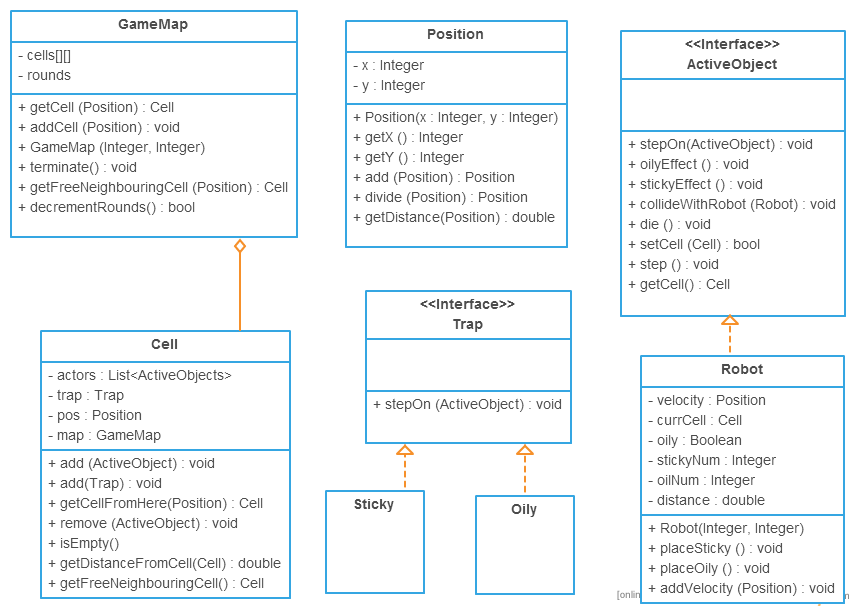 GameMap
- cells[][]
- rounds
+ getCell (Position) : Cell
+ addCell (Position) : void
+ GameMap (Integer, Integer)
+ terminate() : void
+ getFreeNeighbouringCell (Position) : Cell
+ decrementRounds() : bool
Position
- x : Integer
- y : Integer
+ Position(x : Integer, y : Integer)
+ getX () : Integer
+ getY () : Integer
+ add (Position) : Position
+ divide (Position) : Position
+ getDistance(Position) : double
<<Interface>>
ActiveObject
+ stepOn(ActiveObject) : void
+ oilyEffect () : void
+ stickyEffect () : void
+ collideWithRobot (Robot) : void
+ die () : void
+ setCell (Cell) : bool
+ step () : void
+ getCell() : Cell
Cell
- actors : List<ActiveObjects>
- trap : Trap
- pos : Position
- map : GameMap
+ add (ActiveObject) : void
+ add(Trap) : void
+ getCellFromHere(Position) : Cell
+ remove (ActiveObject) : void
+ isEmpty()
+ getDistanceFromCell(Cell) : double
+ getFreeNeighbouringCell() : Cell
<<Interface>>
Trap
+ stepOn (ActiveObject) : void
Sticky
Oily
Robot
- velocity : Position
- currCell : Cell
- oily : Boolean
- stickyNum : Integer
- oilNum : Integer
- distance : double
+ Robot(Integer, Integer)
+ placeSticky () : void
+ placeOily () : void
+ addVelocity (Position) : void